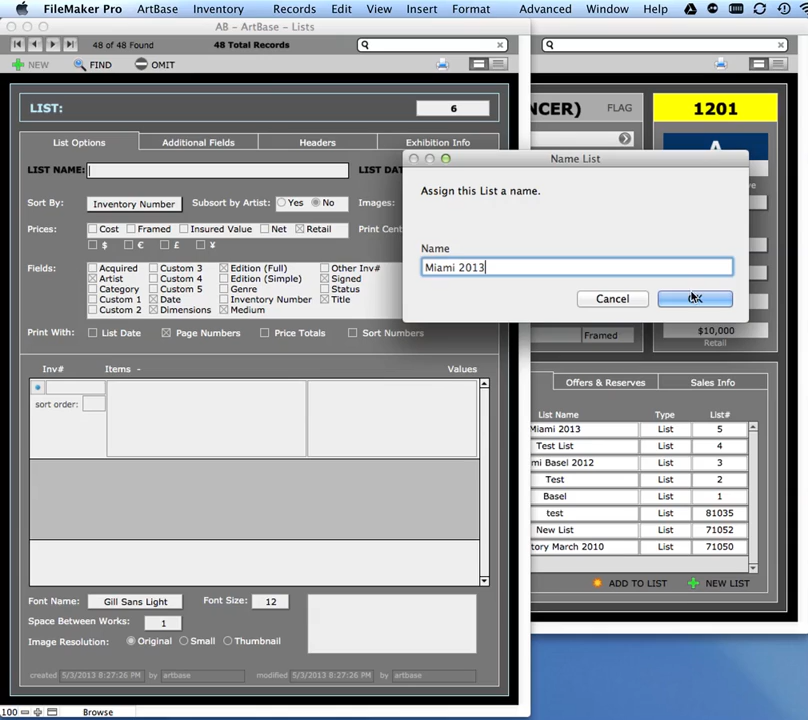 FileMaker Pro ArtBase Inventory Records Edit View Insert Format Advanced Window Help
AB - ArtBase - Lists
48 of 48 Found 48 Total Records
NEW FIND OMIT
LIST: 6
List Options Additional Fields Headers Exhibition Info
LIST NAME: LIST DAT
Sort By: Inventory Number Subsort by Artist: Yes No Images:
Prices: Cost Framed Insured Value Net Retail Print Cent
$ € £ ¥
Fields: Acquired Custom 3 Edition (Full) Other Inv#
Artist Custom 4 Edition (Simple) Signed
Category Custom 5 Genre Status
Custom 1 Date Inventory Number Title
Custom 2 Dimensions Medium
Print With: List Date Page Numbers Price Totals Sort Numbers
Inv# Items - Values
sort order:
Font Name: Gill Sans Light Font Size: 12
Space Between Works: 1
Image Resolution: Original Small Thumbnail
created 5/3/2013 8:27:26 PM by artbase modified 5/3/2013 8:27:26 PM by artbase
100 Browse
NCER) FLAG 1201
A
Name List
Assign this List a name.
Name
Miami 2013
Cancel OK
Framed $10,000
Retail
Offers & Reserves Sales Info
List Name Type List#
Miami 2013 List 5
Test List List 4
mi Basel 2012 List 3
Test List 2
Basel List 1
test List 81035
New List List 71052
tory March 2010 List 71050
ADD TO LIST NEW LIST